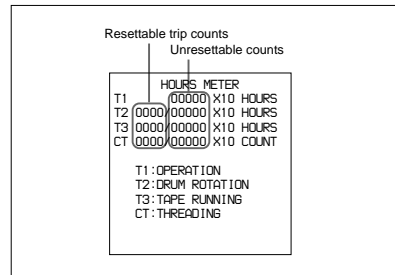 Resettable trip counts
Unresettable counts
HOURS METER
T1 00000 X10 HOURS
T2 0000 00000 X10 HOURS
T3 0000 00000 X10 HOURS
CT 0000 00000 X10 COUNT
T1:OPERATION
T2:DRUM ROTATION
T3:TAPE RUNNING
CT:THREADING